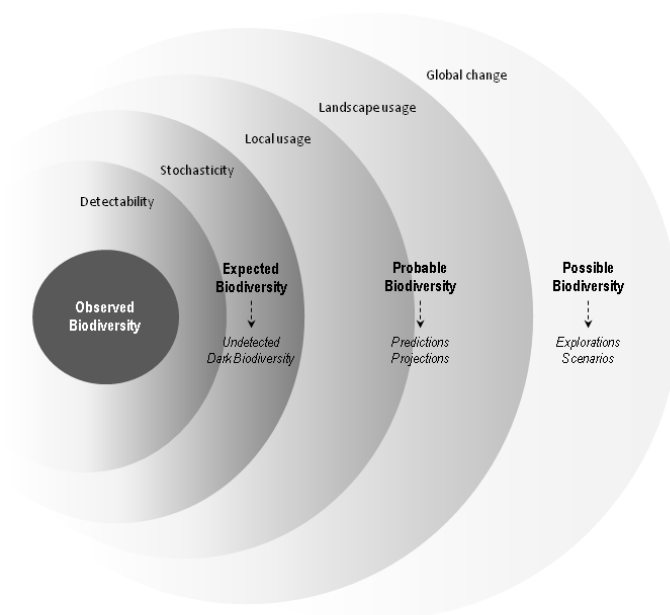 Global change
Landscape usage
Local usage
Stochasticity
Detectability
Observed
Biodiversity
Expected
Biodiversity
Undetected
Dark Biodiversity
Probable
Biodiversity
Predictions
Projections
Possible
Biodiversity
Explorations
Scenarios